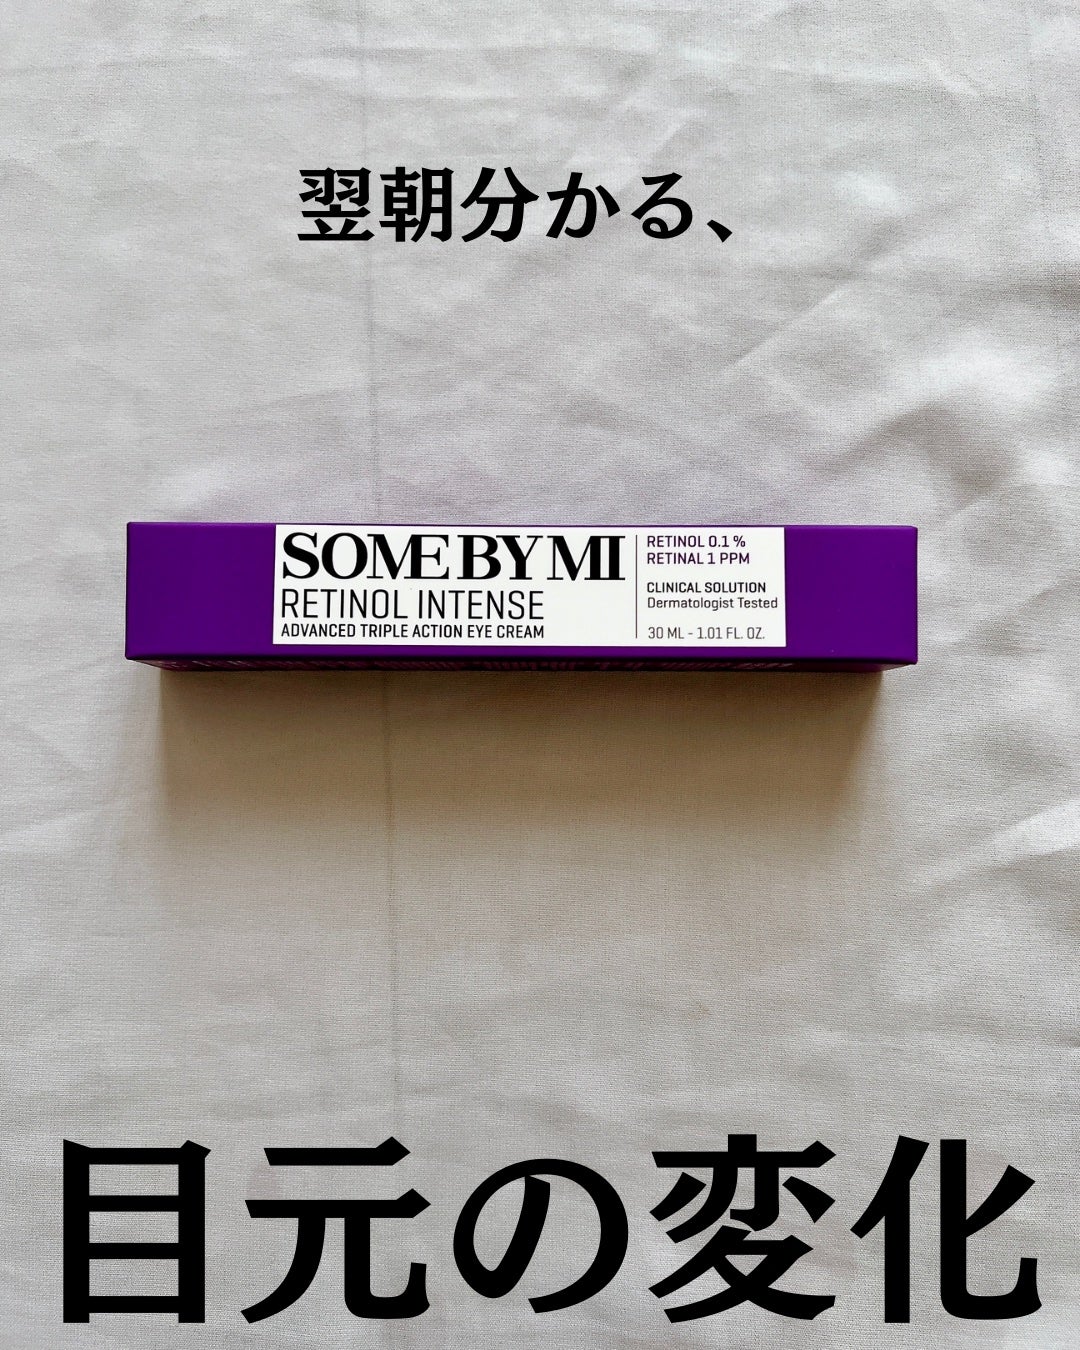 翌朝分かる、
SOME BY MI
RETINOL INTENSE
ADVANCED TRIPLE ACTION EYE CREAM
RETINOL 0.1 %
RETINAL 1 PPM
CLINICAL SOLUTION
Dermatologist Tested
30 ML - 1.01 FL. OZ.
目元の変化